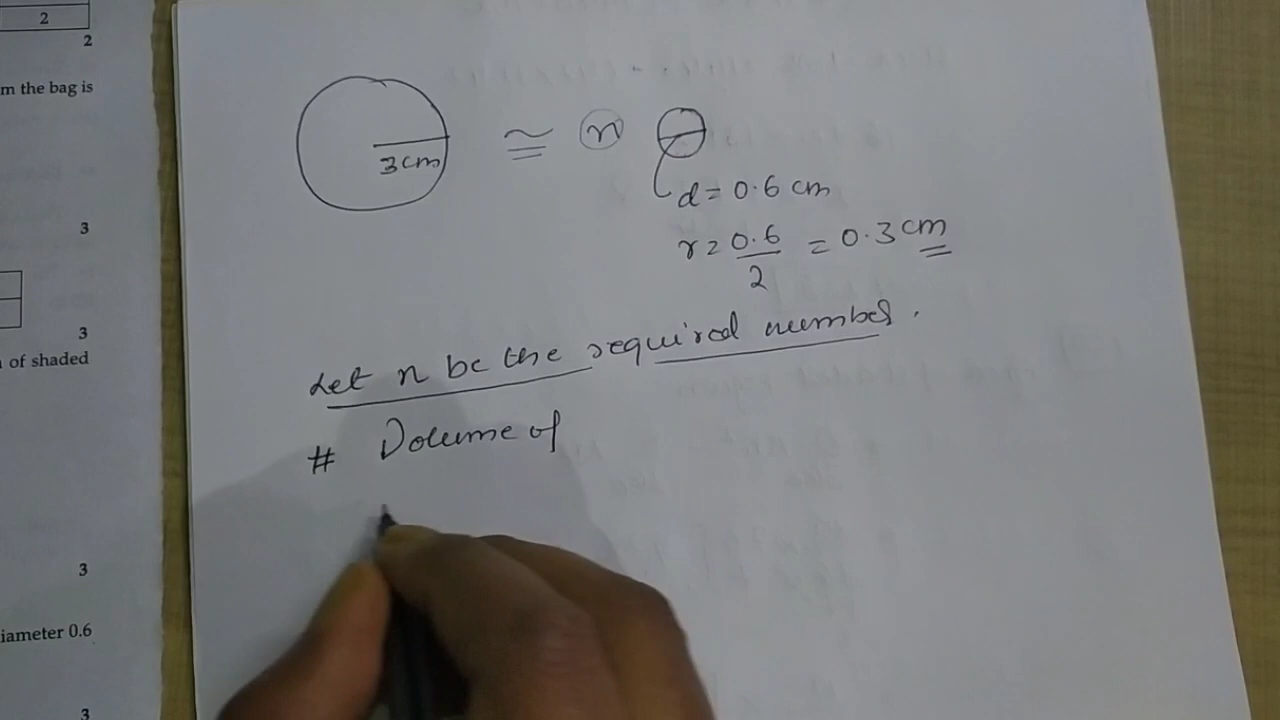 2
2
m the bag is
3
3
of shaded
3
iameter 0.6
3
3cm ≅ n
d = 0.6 cm
r = 0.6/2 = 0.3 cm
Let n be the required number.
# Volume of